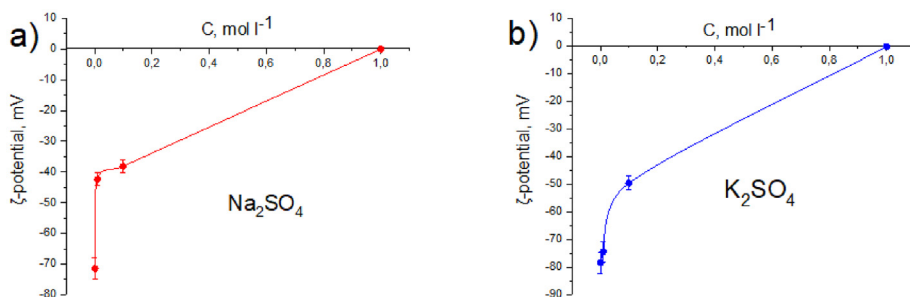 a)
C, mol l⁻¹
ζ-potential, mV
10
0
-10
-20
-30
-40
-50
-60
-70
-80
0,0 0,2 0,4 0,6 0,8 1,0
Na₂SO₄
b)
C, mol l⁻¹
ζ-potential, mV
10
0
-10
-20
-30
-40
-50
-60
-70
-80
-90
0,0 0,2 0,4 0,6 0,8 1,0
K₂SO₄